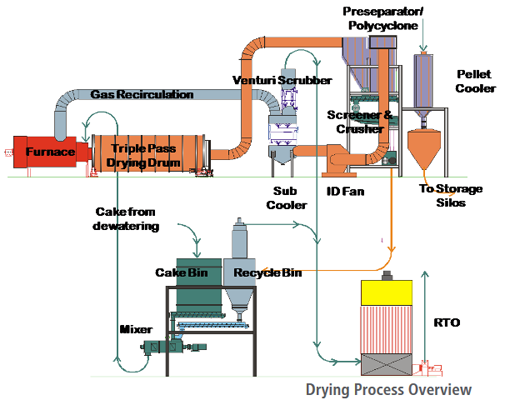 Preseparator/
Polycyclone
Venturi Scrubber
Pellet
Cooler
Gas Recirculation
Screener &
Crusher
Furnace
Triple Pass
Drying Drum
Sub
Cooler
ID Fan
To Storage
Silos
Cake from
dewatering
Cake Bin
Recycle Bin
Mixer
RTO
Drying Process Overview